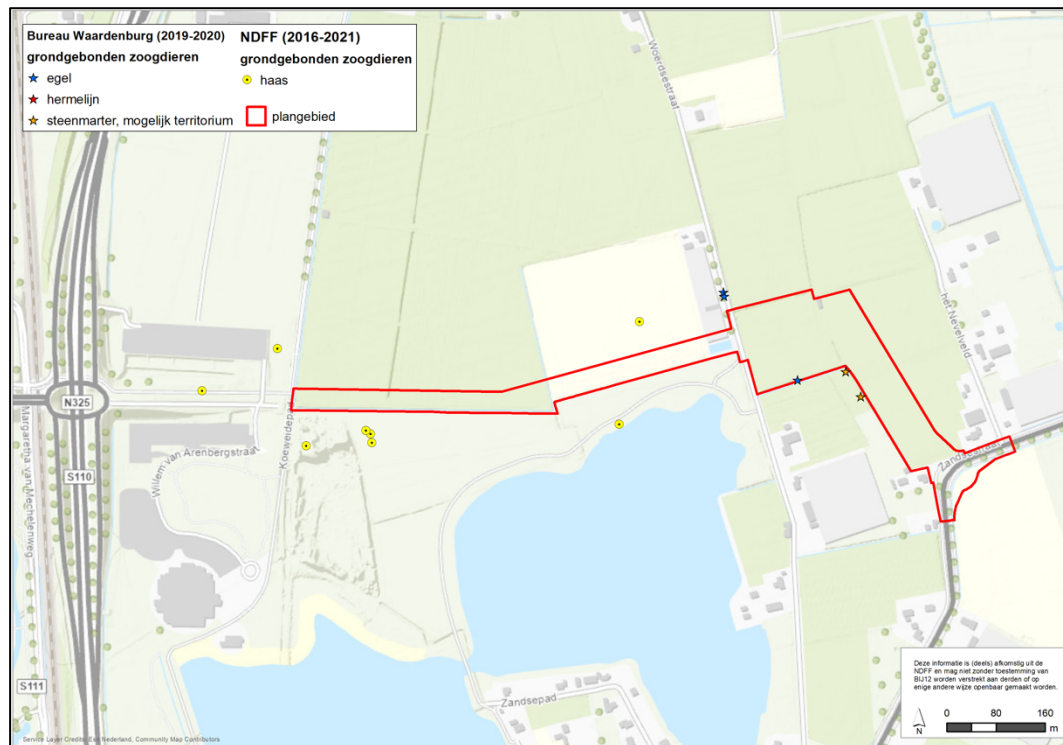 Bureau Waardenburg (2019-2020)
grondgebonden zoogdieren
egel
hermelijn
steenmarter, mogelijk territorium
NDFF (2016-2021)
grondgebonden zoogdieren
haas
plangebied
Woerdsestraat
het Nevelveld
N325
Koeweidepa
Willem van Arenbergstraat
Margaretha van Mechelenweg
S110
Zandsestraat
S111
Zandsepad
Deze informatie is (deels) afkomstig uit de
NDFF en mag niet zonder toestemming van
BIJ12 worden verstrekt aan derden of op
enige andere wijze openbaar gemaakt worden.
N
0 80 160
m
Service Layer Credits: Esri Nederland, Community Map Contributors